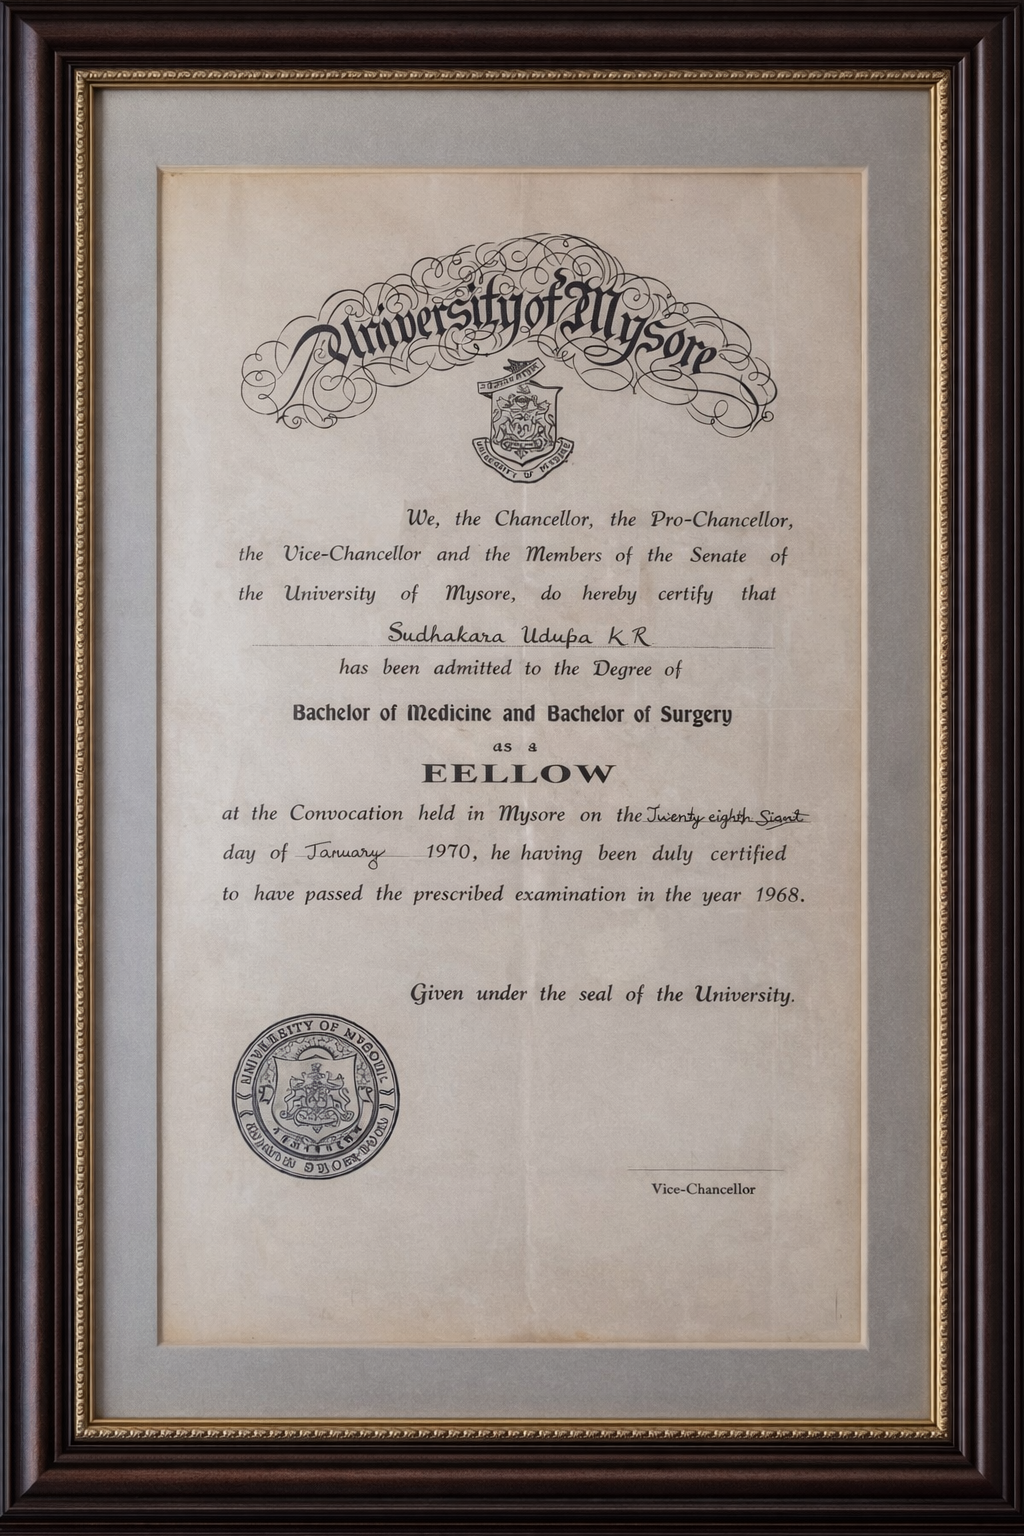 University of Mysore
UNIVERSITY OF MYSORE
We, the Chancellor, the Pro-Chancellor,
the Vice-Chancellor and the Members of the Senate of
the University of Mysore, do hereby certify that
Sudhakara Udupa K R
has been admitted to the Degree of
Bachelor of Medicine and Bachelor of Surgery
as a
EELLOW
at the Convocation held in Mysore on the Twenty eighth
day of January 1970, he having been duly certified
to have passed the prescribed examination in the year 1968.
Given under the seal of the University.
UNIVERSITY OF
Vice-Chancellor